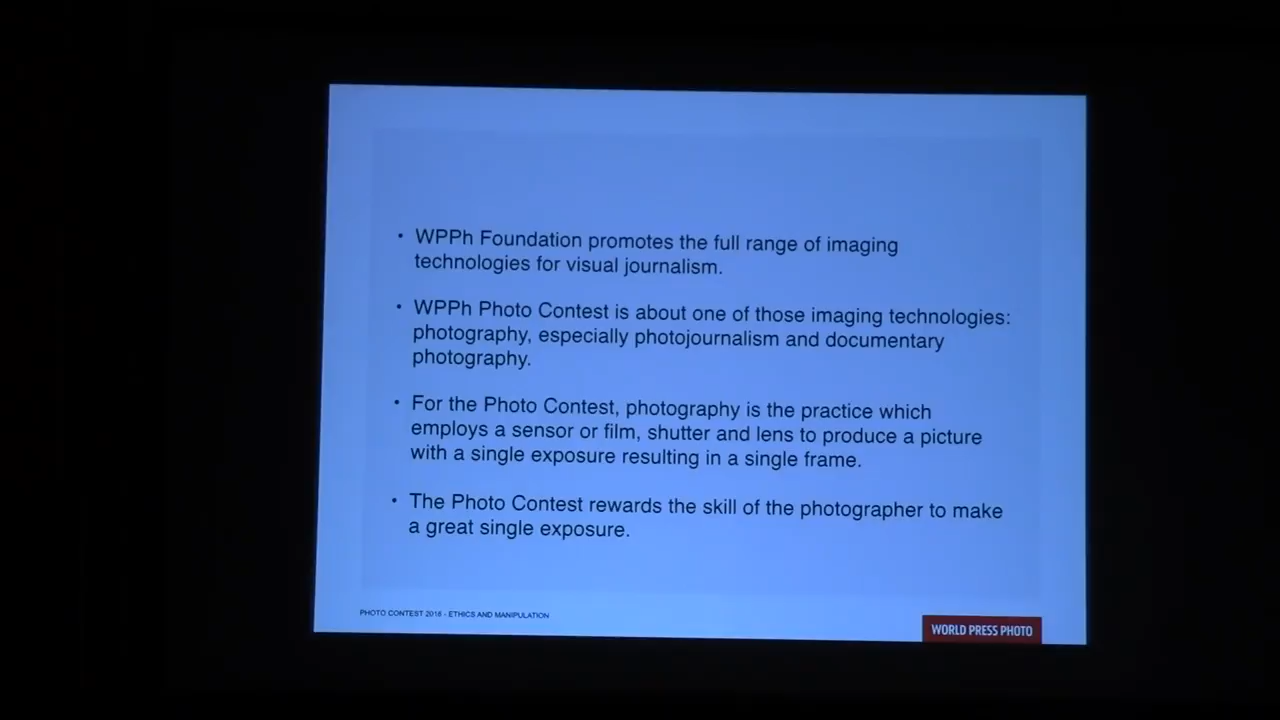 • WPPh Foundation promotes the full range of imaging
technologies for visual journalism.
• WPPh Photo Contest is about one of those imaging technologies:
photography, especially photojournalism and documentary
photography.
• For the Photo Contest, photography is the practice which
employs a sensor or film, shutter and lens to produce a picture
with a single exposure resulting in a single frame.
• The Photo Contest rewards the skill of the photographer to make
a great single exposure.
PHOTO CONTEST 2016 - ETHICS AND MANIPULATION
WORLD PRESS PHOTO